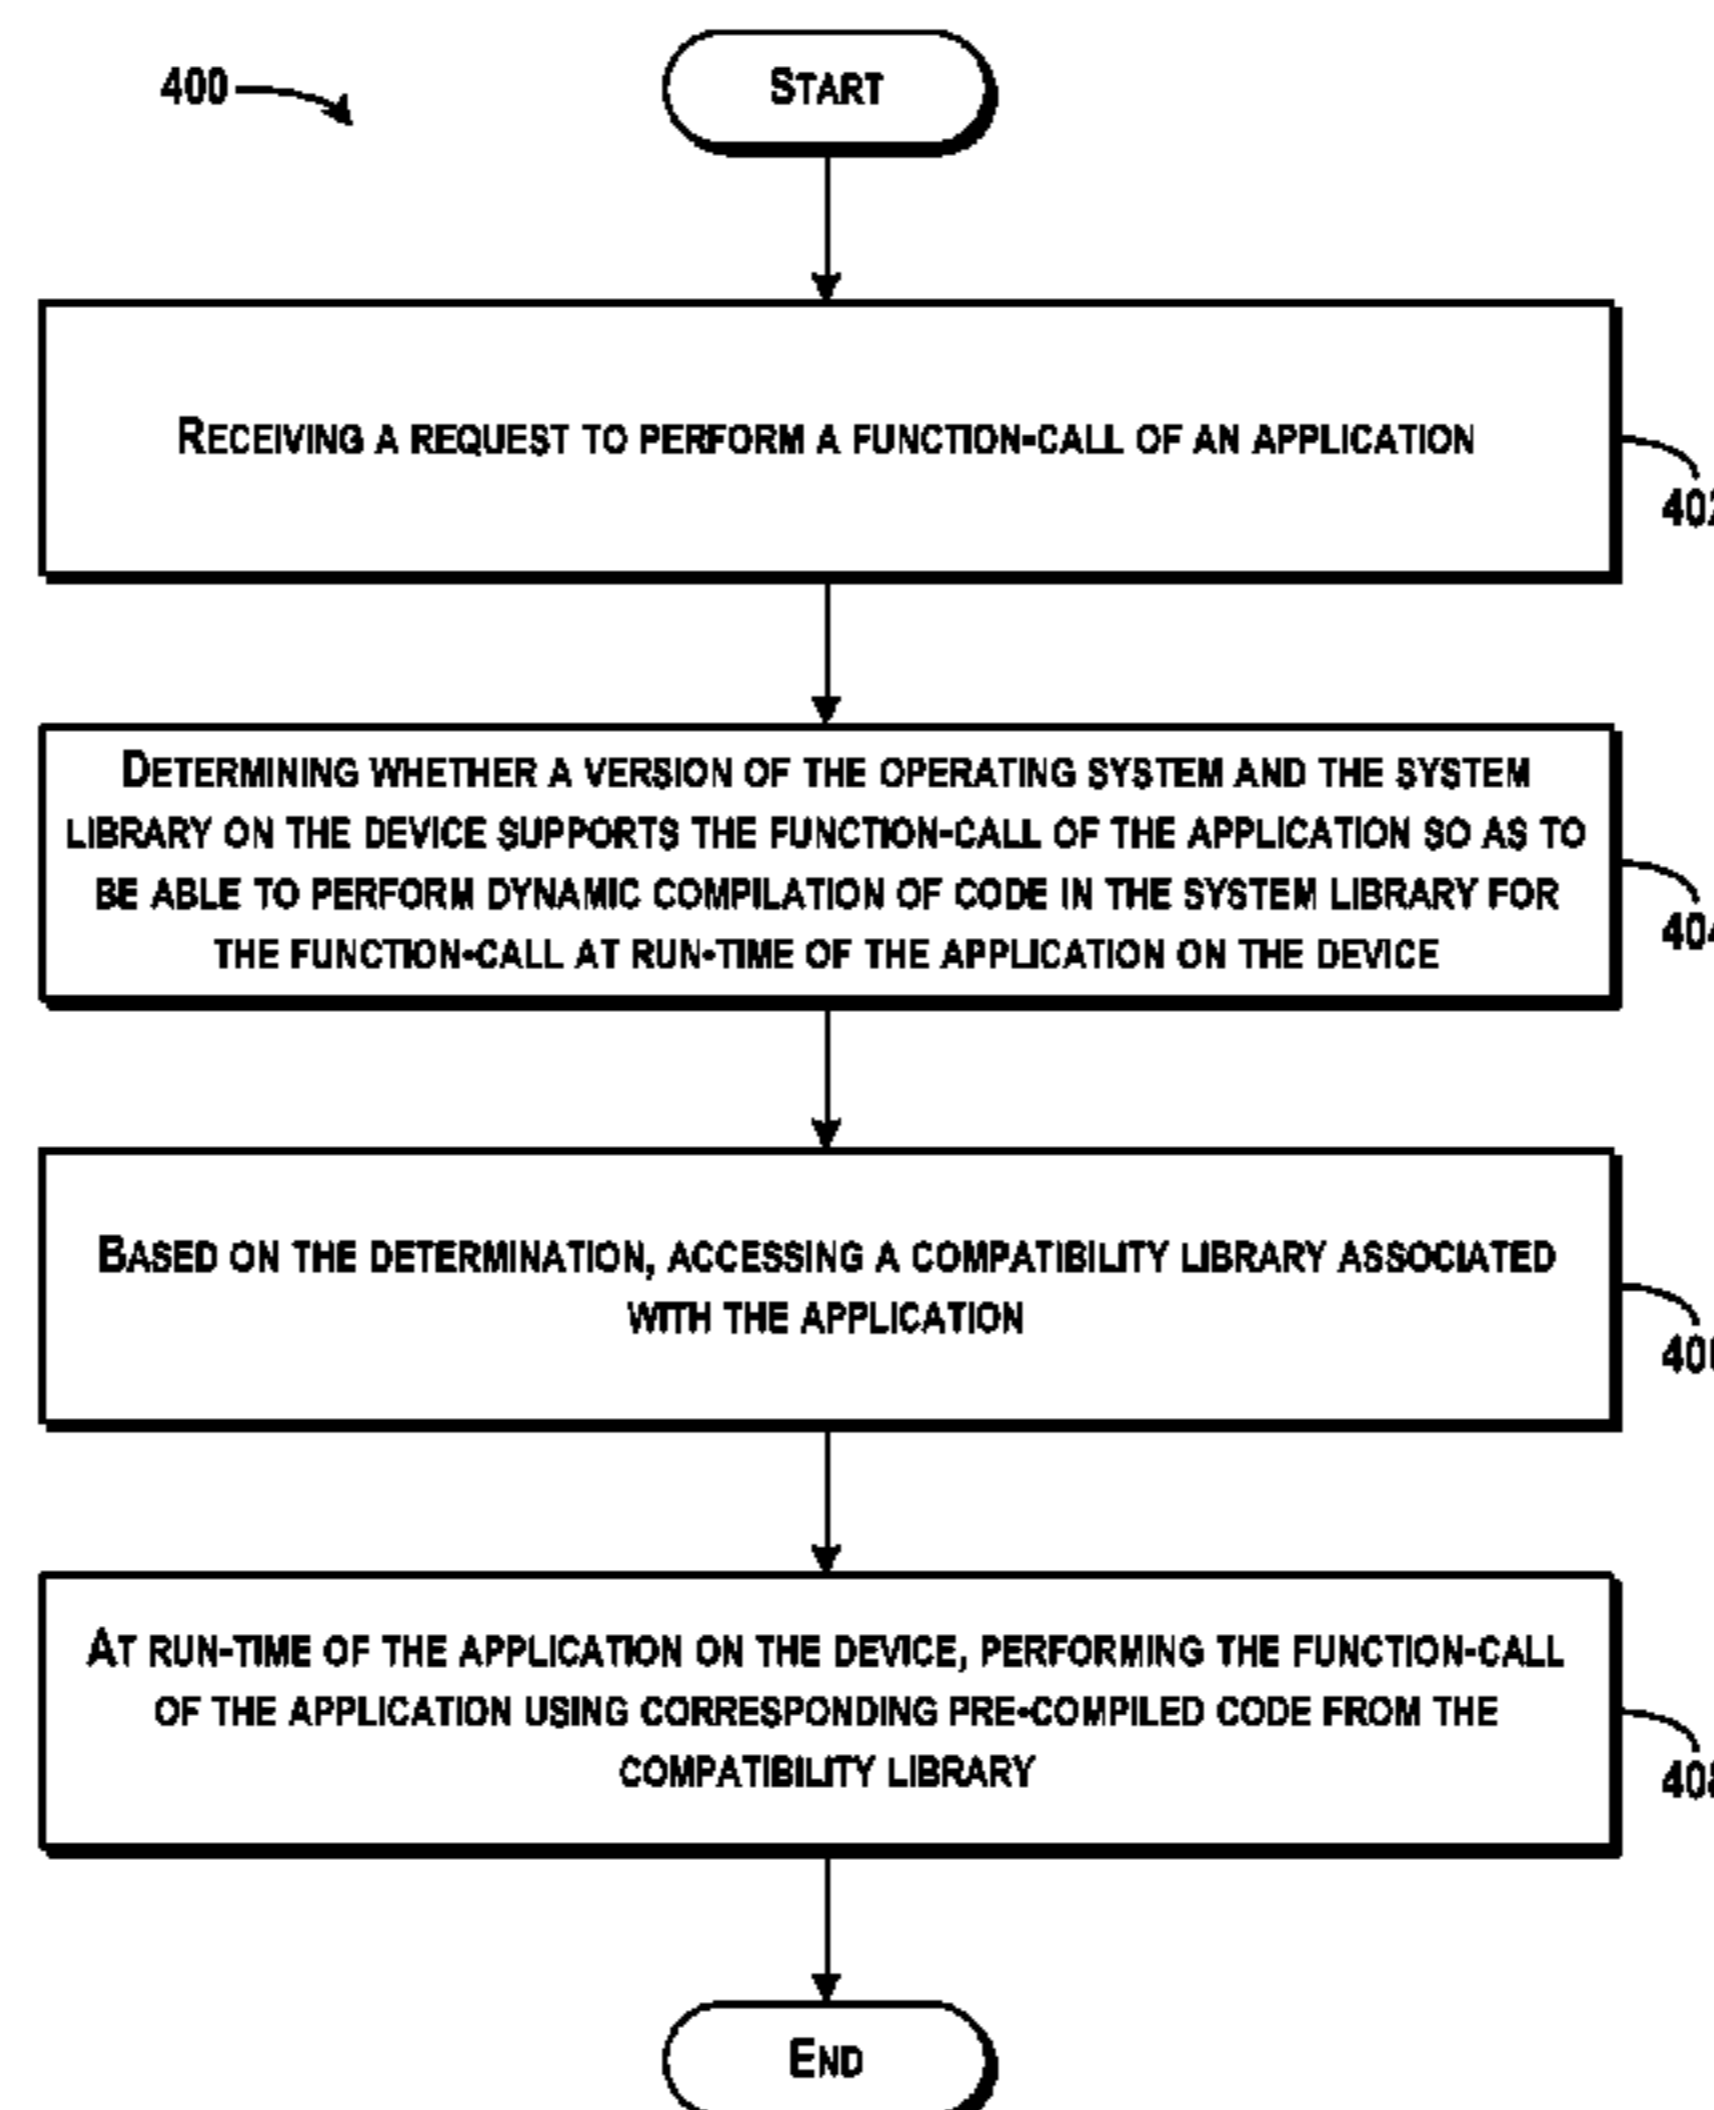 400
START
RECEIVING A REQUEST TO PERFORM A FUNCTION-CALL OF AN APPLICATION
402
DETERMINING WHETHER A VERSION OF THE OPERATING SYSTEM AND THE SYSTEM
LIBRARY ON THE DEVICE SUPPORTS THE FUNCTION-CALL OF THE APPLICATION SO AS TO
BE ABLE TO PERFORM DYNAMIC COMPILATION OF CODE IN THE SYSTEM LIBRARY FOR
THE FUNCTION-CALL AT RUN-TIME OF THE APPLICATION ON THE DEVICE
404
BASED ON THE DETERMINATION, ACCESSING A COMPATIBILITY LIBRARY ASSOCIATED
WITH THE APPLICATION
AT RUN-TIME OF THE APPLICATION ON THE DEVICE, PERFORMING THE FUNCTION-CALL
OF THE APPLICATION USING CORRESPONDING PRE-COMPILED CODE FROM THE
COMPATIBILITY LIBRARY
408
END